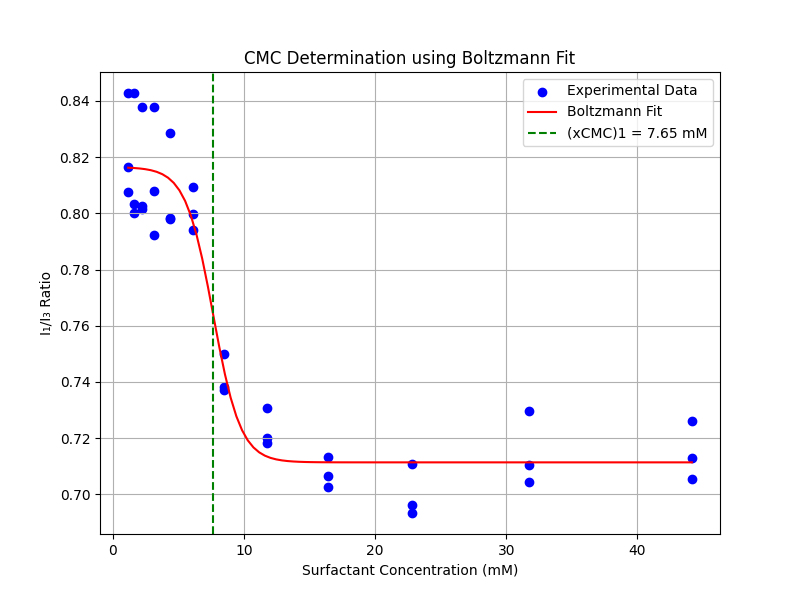 CMC Determination using Boltzmann Fit
Experimental Data
Boltzmann Fit
(xCMC)1 = 7.65 mM
I₁/I₃ Ratio
0.84
0.82
0.80
0.78
0.76
0.74
0.72
0.70
0 10 20 30 40
Surfactant Concentration (mM)